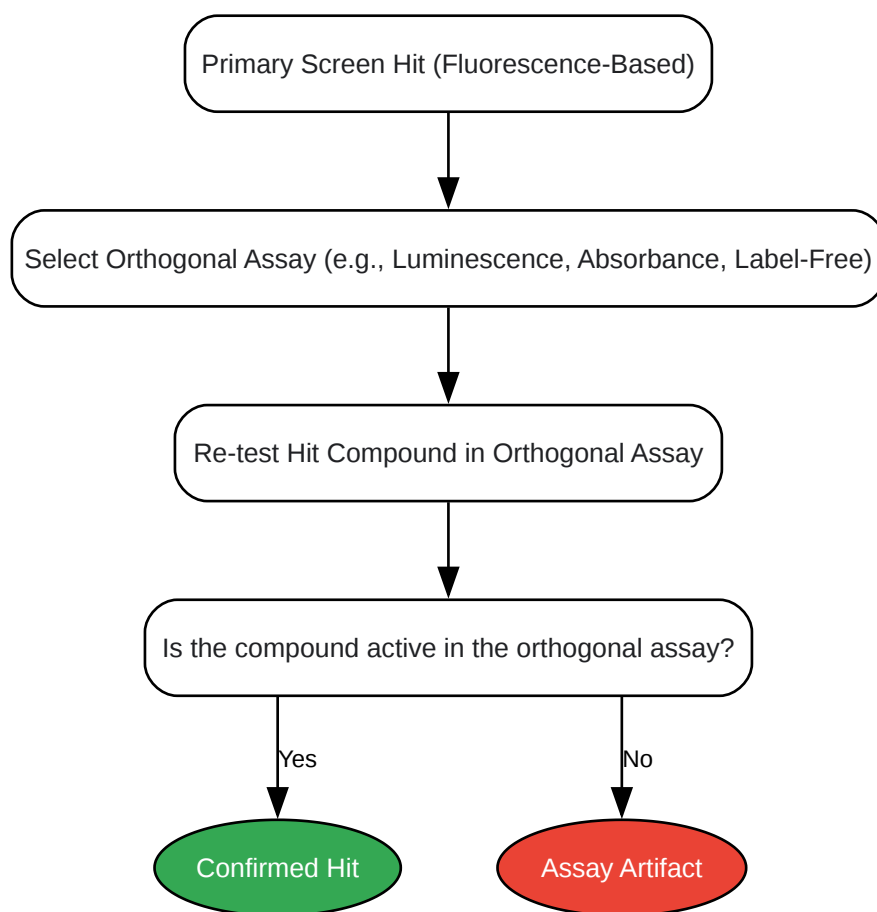 Primary Screen Hit (Fluorescence-Based)
Select Orthogonal Assay (e.g., Luminescence, Absorbance, Label-Free)
Re-test Hit Compound in Orthogonal Assay
Is the compound active in the orthogonal assay?
Yes
No
Confirmed Hit
Assay Artifact